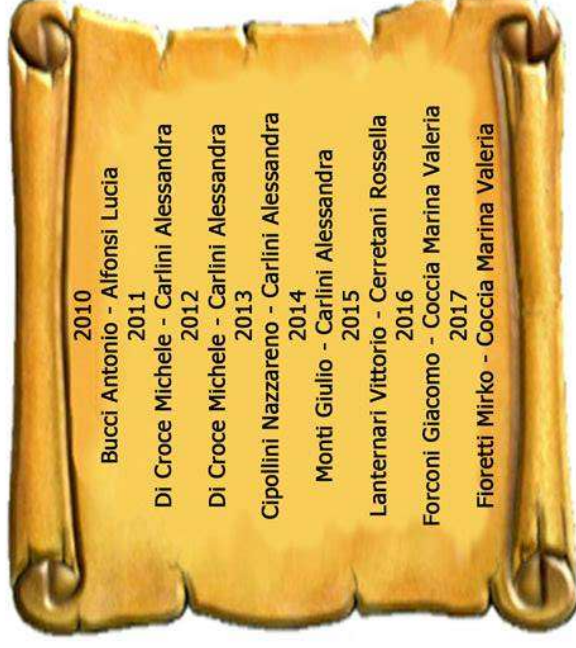 2010
Bucci Antonio - Alfonsi Lucia
2011
Di Croce Michele - Carlini Alessandra
2012
Di Croce Michele - Carlini Alessandra
2013
Cipollini Nazzareno - Carlini Alessandra
2014
Monti Giulio - Carlini Alessandra
2015
Lanternari Vittorio - Cerretani Rossella
2016
Forconi Giacomo - Coccia Marina Valeria
2017
Fioretti Mirko - Coccia Marina Valeria